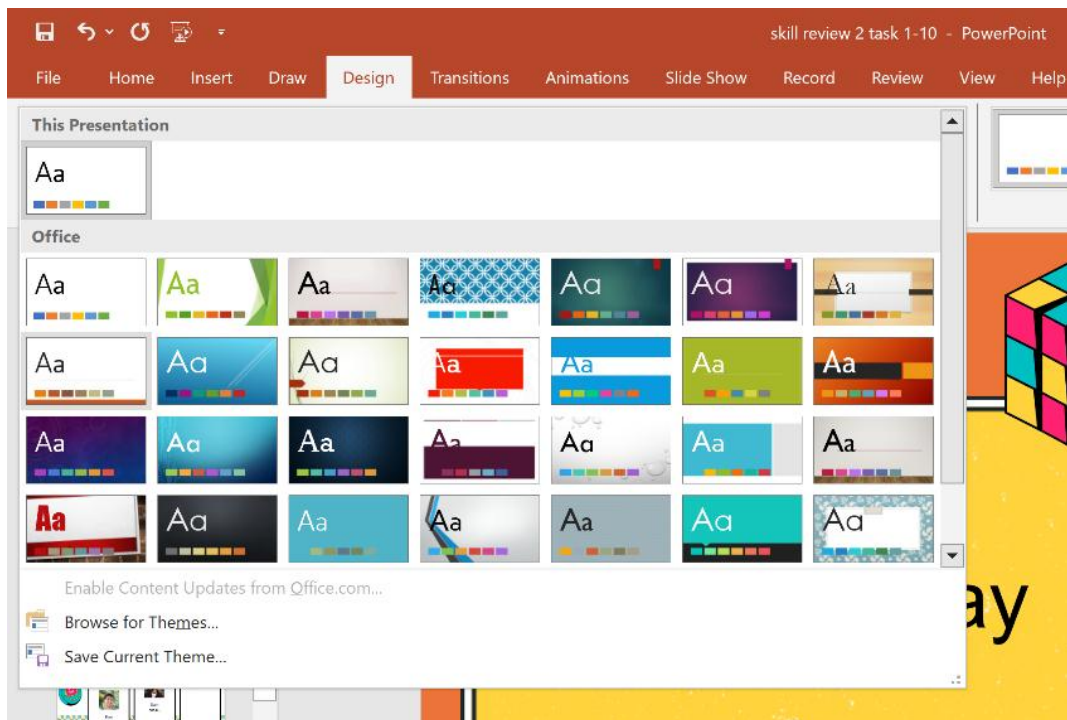 skill review 2 task 1-10 - PowerPoint
File Home Insert Draw Design Transitions Animations Slide Show Record Review View Help
This Presentation
Aa
Office
Aa Aa Aa Aa Aa Aa Aa
Aa Aa Aa Aa Aa Aa Aa
Aa Aa Aa Aa Aa Aa Aa
Aa Aa Aa Aa Aa Aa Aa
Enable Content Updates from Office.com...
ay
Browse for Themes...
Save Current Theme...